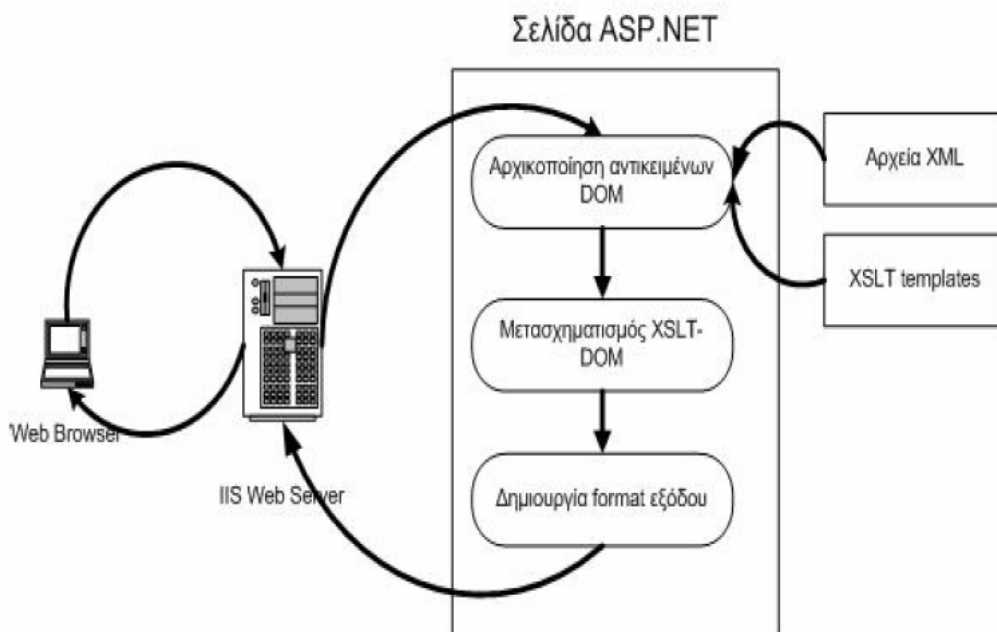 Σελίδα ASP.NET
Αρχικοποίηση αντικειμένων
DOM
Αρχεία XML
XSLT templates
Μετασχηματισμός XSLT-
DOM
Web Browser
IIS Web Server
Δημιουργία format εξόδου